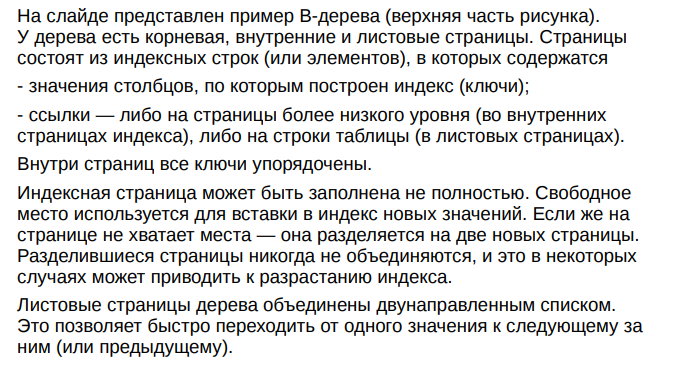 На слайде представлен пример В-дерева (верхняя часть рисунка).
У дерева есть корневая, внутренние и листовые страницы. Страницы
состоят из индексных строк (или элементов), в которых содержатся
- значения столбцов, по которым построен индекс (ключи);
- ссылки — либо на страницы более низкого уровня (во внутренних
страницах индекса), либо на строки таблицы (в листовых страницах).
Внутри страниц все ключи упорядочены.
Индексная страница может быть заполнена не полностью. Свободное
место используется для вставки в индекс новых значений. Если же на
странице не хватает места — она разделяется на две новых страницы.
Разделившиеся страницы никогда не объединяются, и это в некоторых
случаях может приводить к разрастанию индекса.
Листовые страницы дерева объединены двунаправленным списком.
Это позволяет быстро переходить от одного значения к следующему за
ним (или предыдущему).